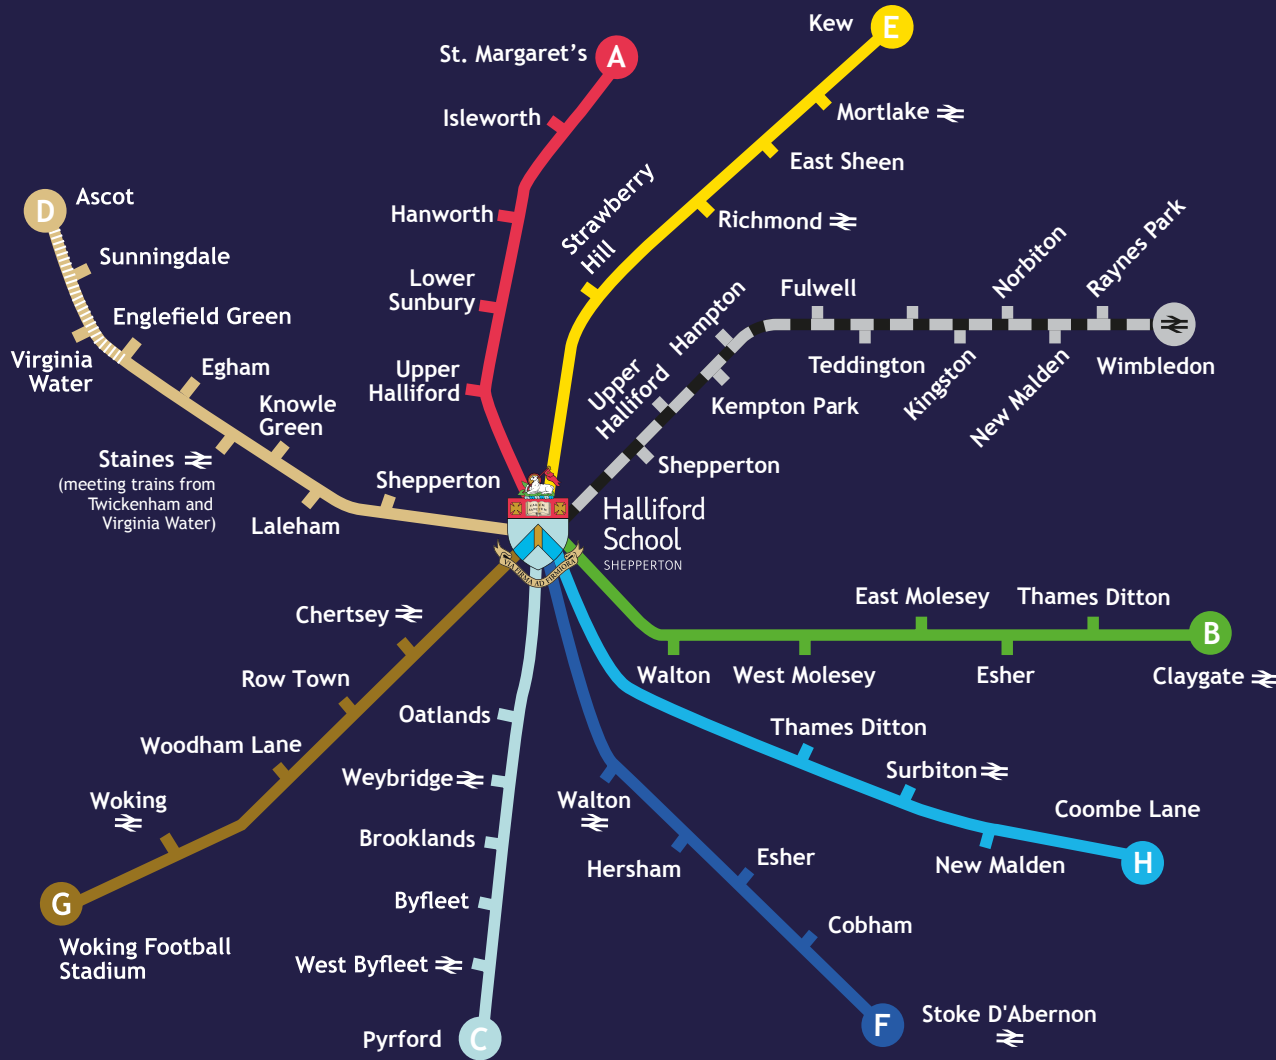 Kew
E
St. Margaret's
A
Isleworth
Mortlake
East Sheen
Strawberry
Hill
Richmond
D
Ascot
Hanworth
Sunningdale
Lower
Sunbury
Norbiton
Raynes Park
Englefield Green
Fulwell
Hampton
Virginia
Water
Egham
Upper
Halliford
Upper
Halliford
Teddington
Kingston
New Malden
Wimbledon
Knowle
Green
Kempton Park
Staines
(meeting trains from
Twickenham and
Virginia Water)
Shepperton
Shepperton
Laleham
Halliford
School
SHEPPERTON
VIA FIRMA AD FIRMIORA
Chertsey
East Molesey
Thames Ditton
B
Row Town
Walton
West Molesey
Esher
Claygate
Oatlands
Woodham Lane
Thames Ditton
Weybridge
Surbiton
Woking
Walton
Coombe Lane
Brooklands
Hersham
Esher
New Malden
H
G
Byfleet
Cobham
Woking Football
Stadium
West Byfleet
F
Stoke D'Abernon
Pyrford
C